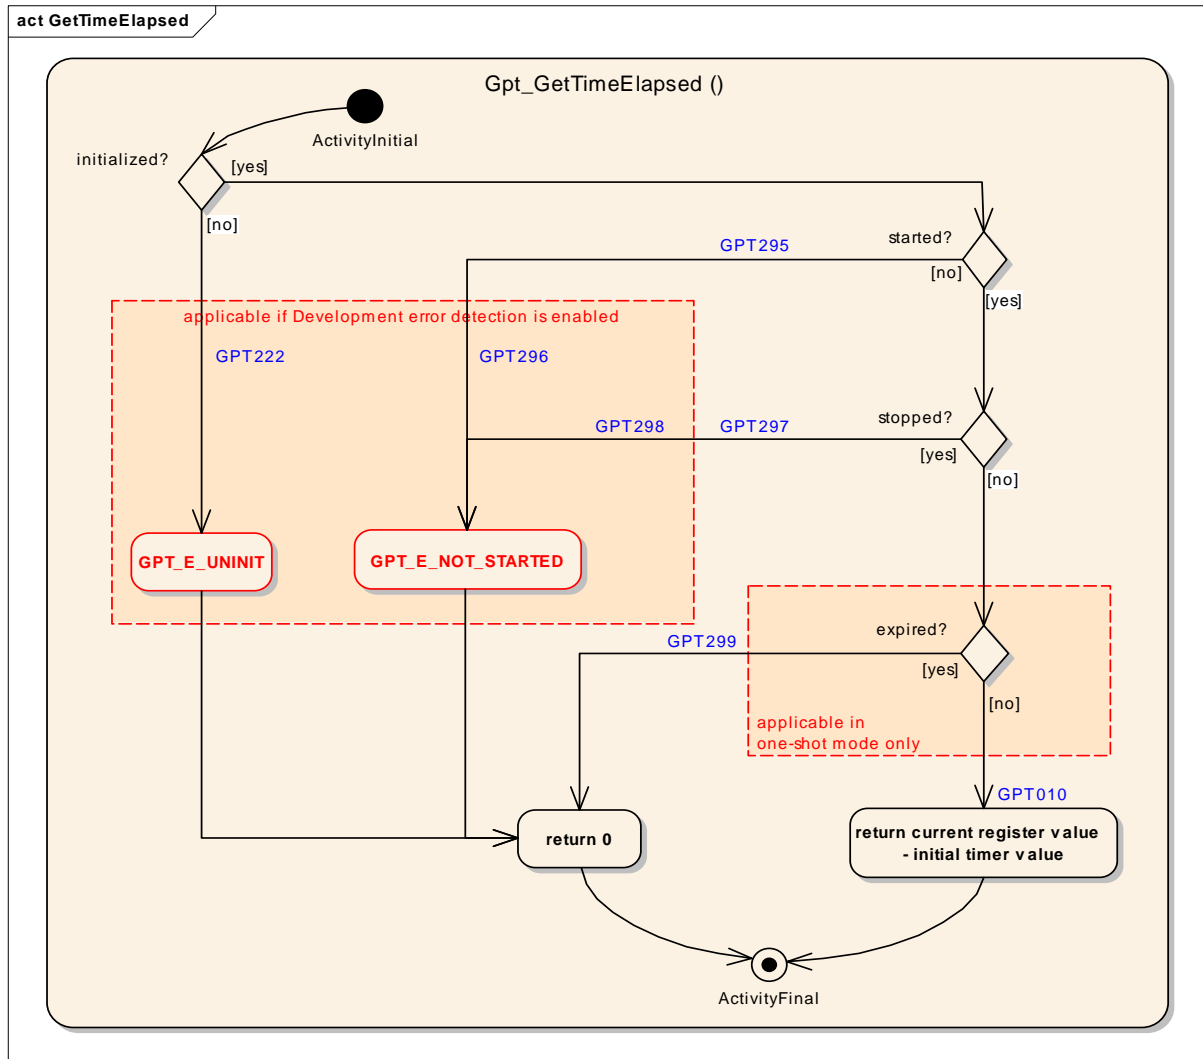 act GetTimeElapsed
Gpt_GetTimeElapsed ()
ActivityInitial
initialized?
[yes]
[no]
started?
GPT295
[no]
[yes]
applicable if Development error detection is enabled
GPT222
GPT296
stopped?
GPT298
GPT297
[yes]
[no]
GPT_E_UNINIT
GPT_E_NOT_STARTED
expired?
GPT299
[yes]
[no]
applicable in
one-shot mode only
GPT010
return 0
return current register value
- initial timer value
ActivityFinal